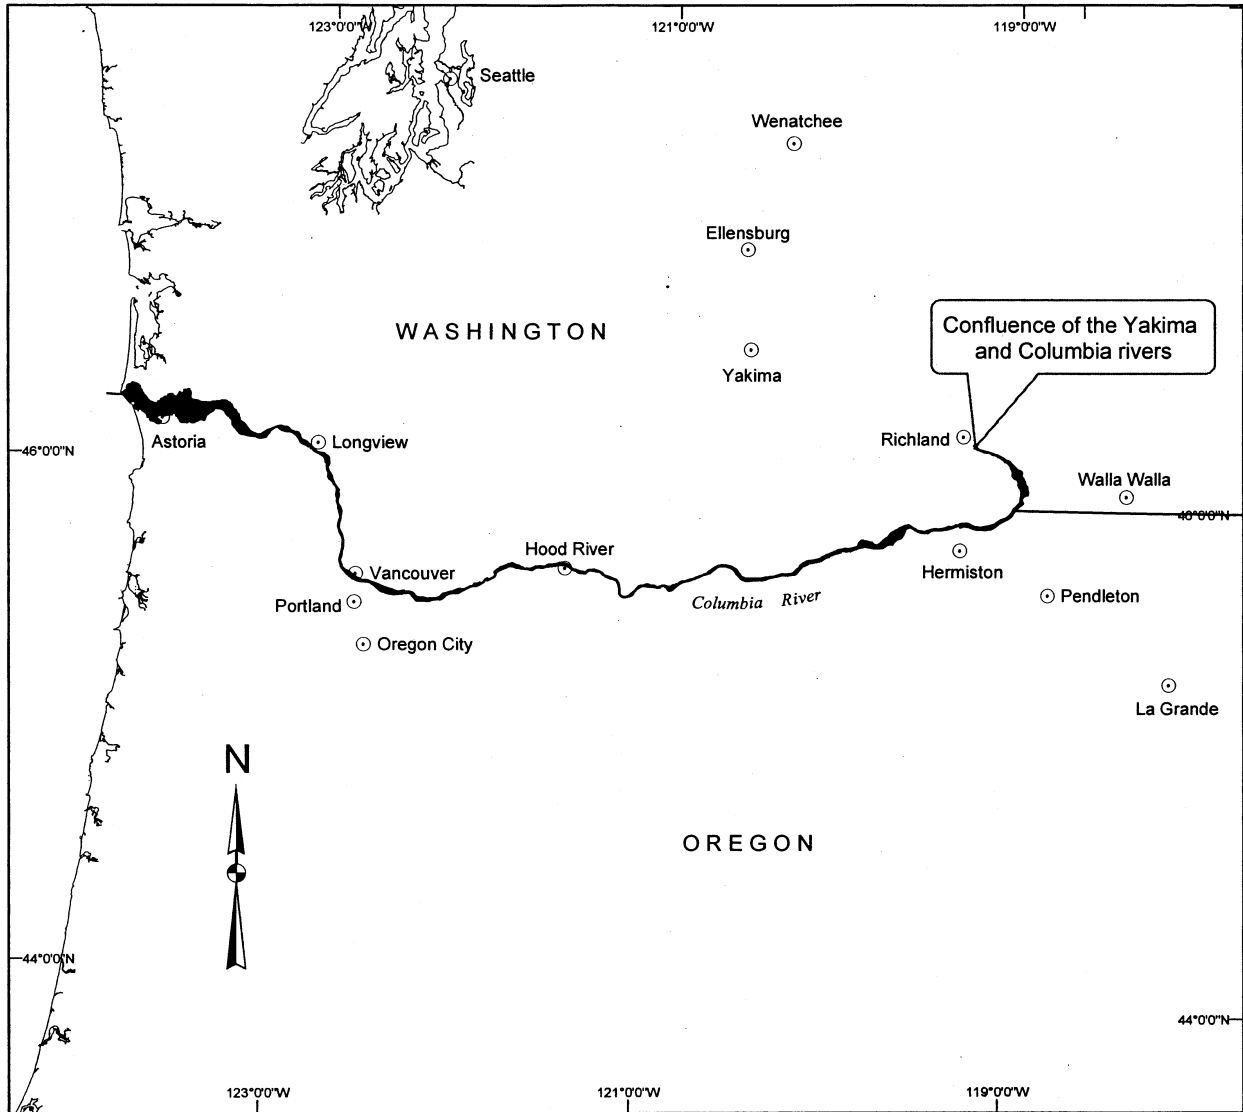 123°0'0"W
121°0'0"W
119°0'0"W
Seattle
Wenatchee
Ellensburg
Confluence of the Yakima
and Columbia rivers
WASHINGTON
Yakima
Astoria
Longview
Richland
46°0'0"N
Walla Walla
46°0'0"N
Hood River
Vancouver
Hermiston
Portland
Columbia River
Pendleton
Oregon City
La Grande
N
OREGON
44°0'0"N
44°0'0"N
123°0'0"W
121°0'0"W
119°0'0"W